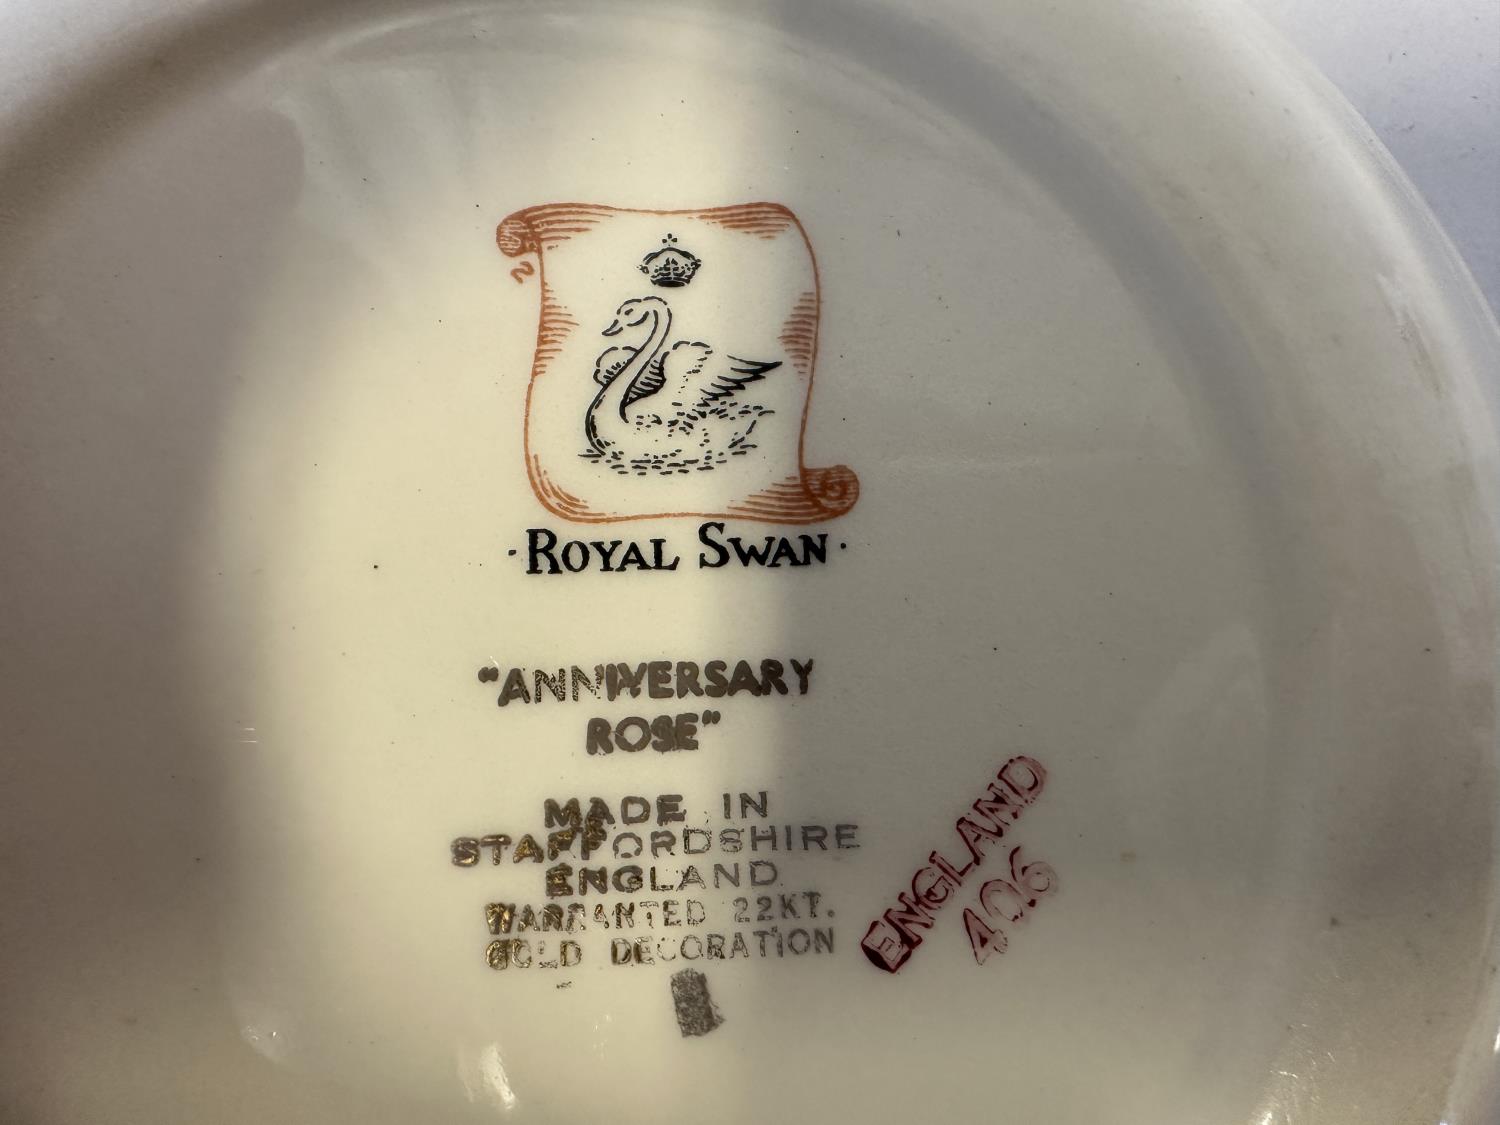 ·ROYAL SWAN·
"ANNIVERSARY
ROSE"
MADE IN
STAFFORDSHIRE
ENGLAND
WARRANTED 22KT.
GOLD DECORATION
ENGLAND
406